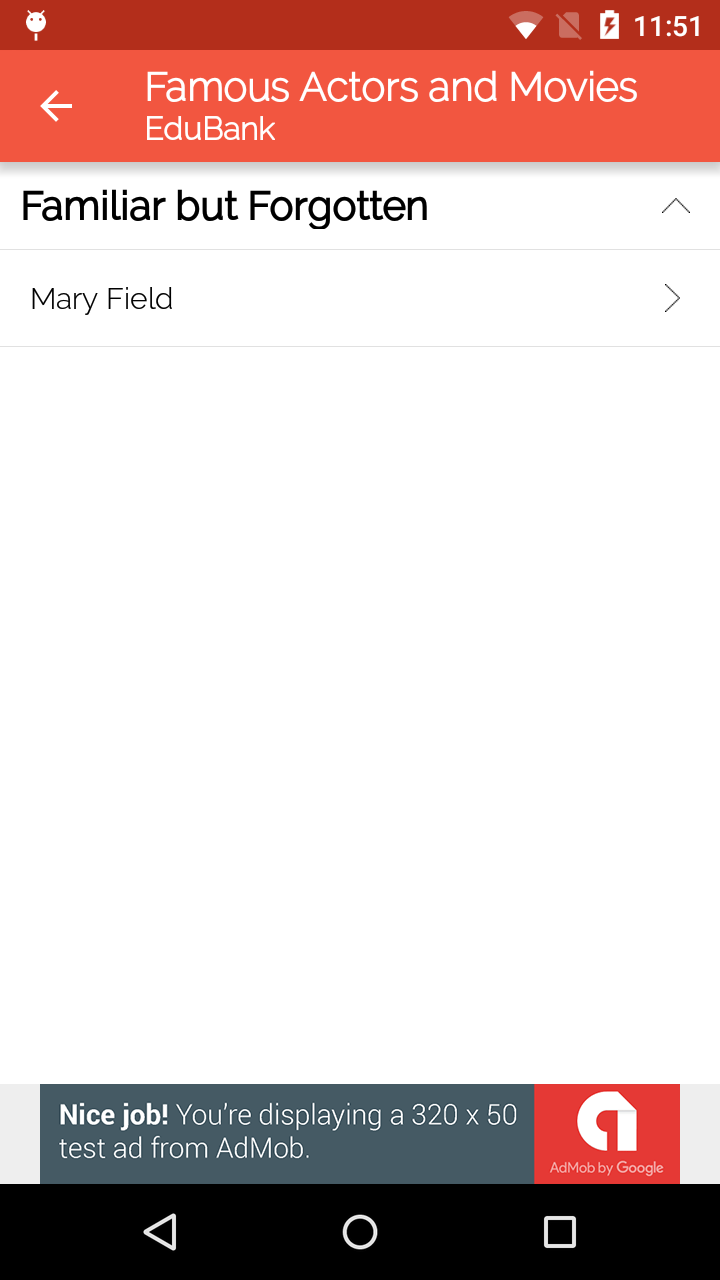 11:51
Famous Actors and Movies
EduBank
Familiar but Forgotten
Mary Field
Nice job! You're displaying a 320 x 50
test ad from AdMob.
AdMob by Google